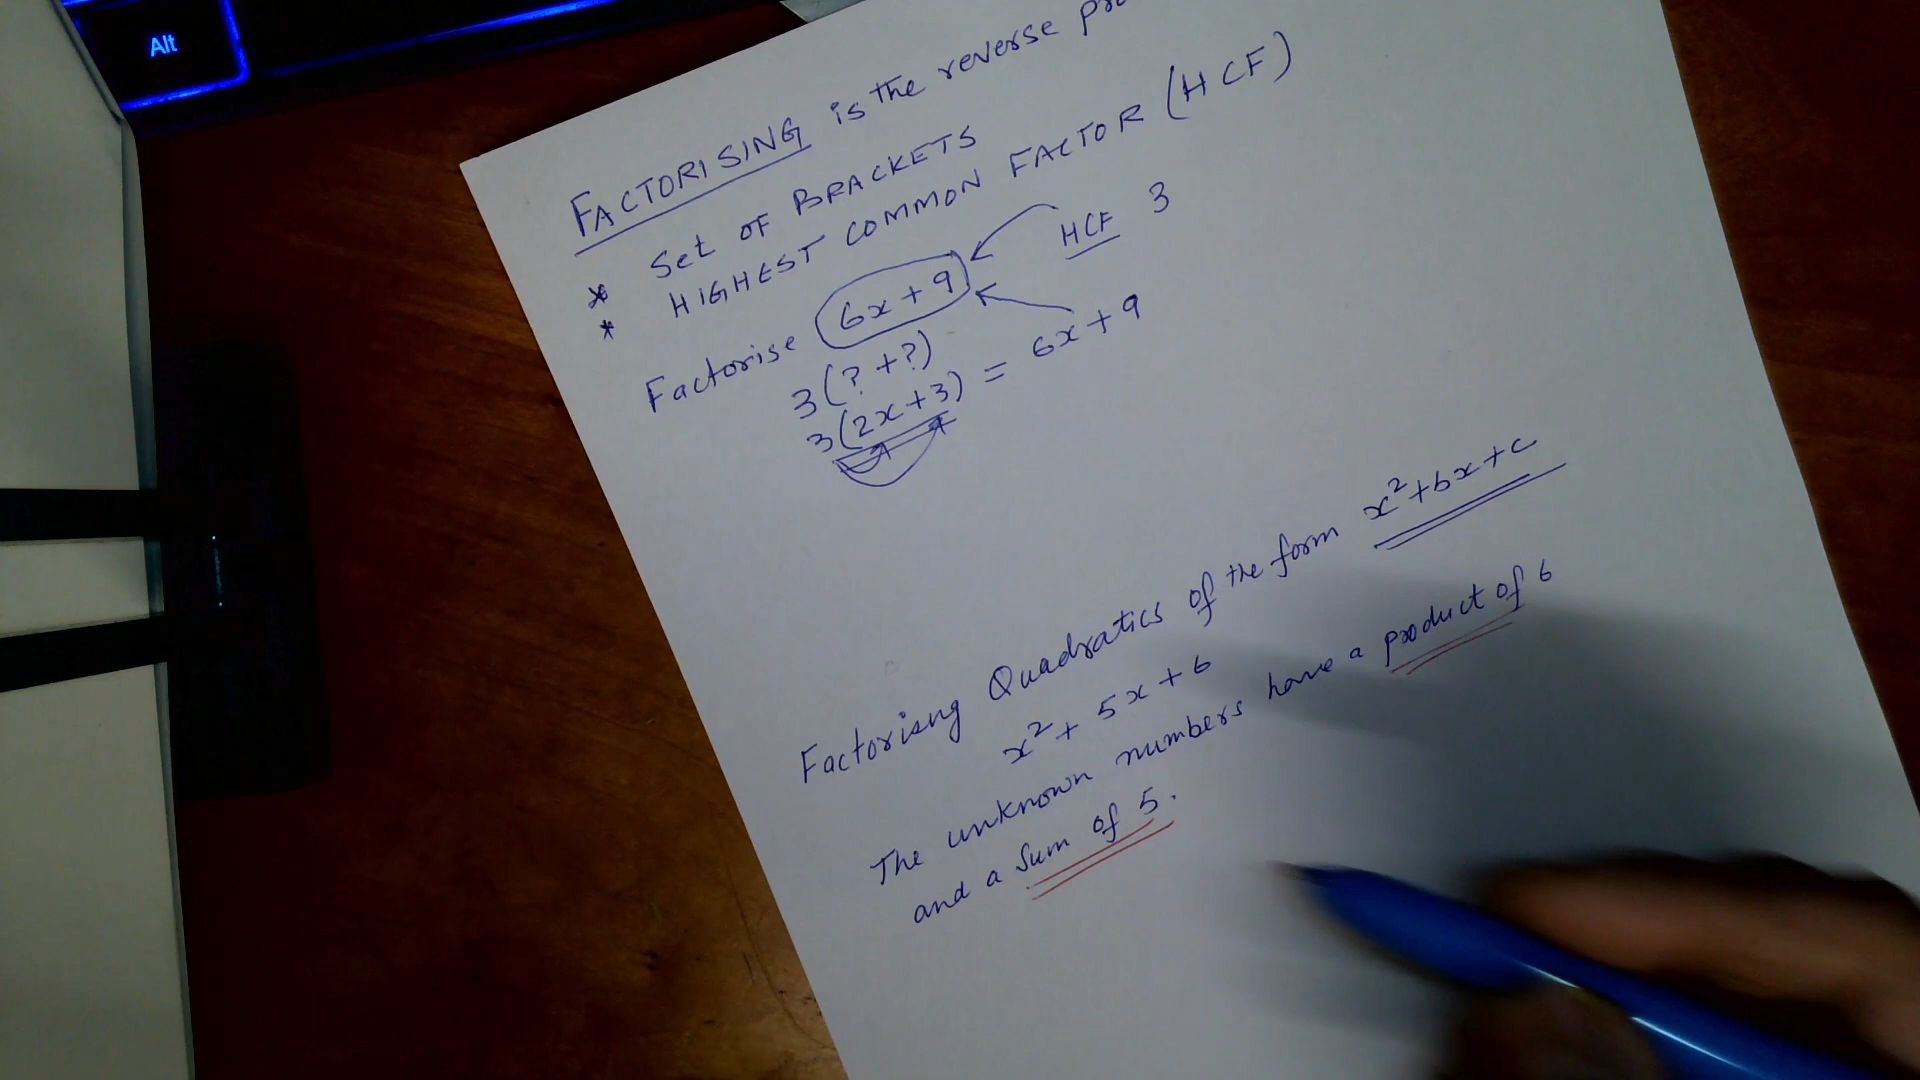 Alt
FACTORISING is the reverse
* Set OF BRACKETS
* HIGHEST COMMON FACTOR (HCF)
Factorise 6x + 9 HCF 3
3(? + ?)
3(2x + 3) = 6x + 9
Factorising Quadratics of the form x² + bx + c
x² + 5x + 6
The unknown numbers have a product of 6
and a Sum of 5.